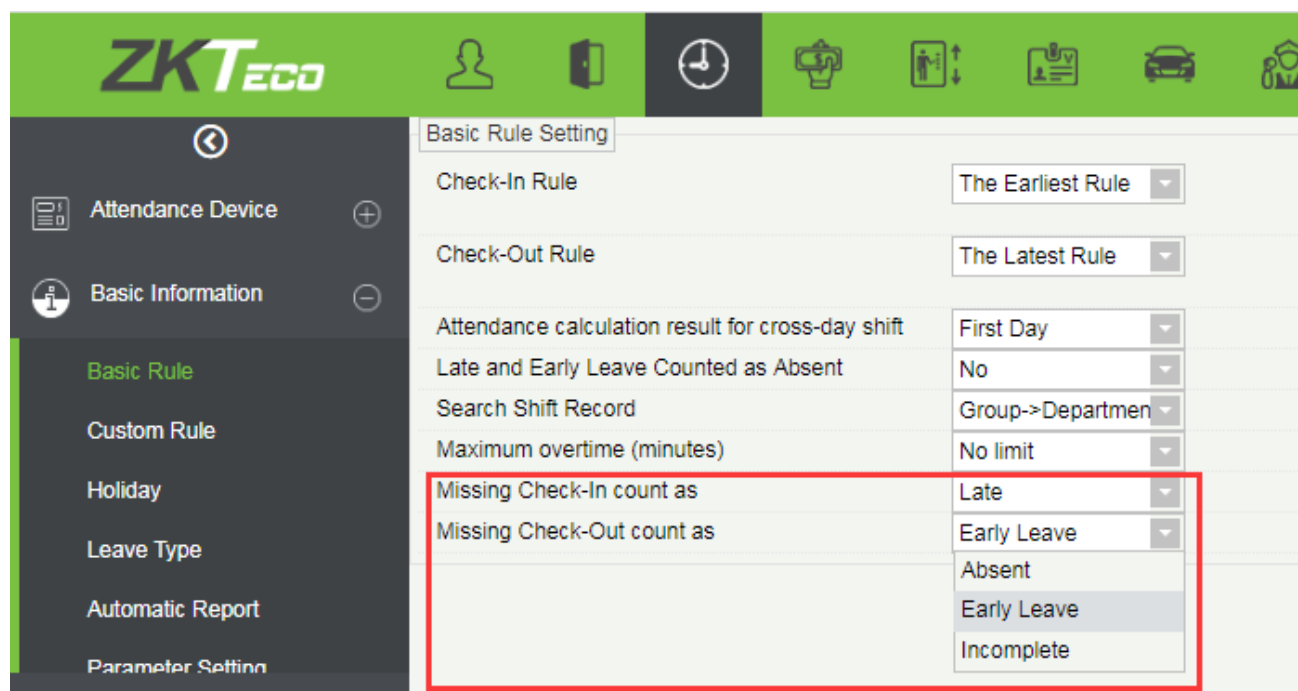 ZKTECO
Basic Rule Setting
Check-In Rule The Earliest Rule
Attendance Device
Check-Out Rule The Latest Rule
Basic Information
Attendance calculation result for cross-day shift First Day
Late and Early Leave Counted as Absent No
Basic Rule
Search Shift Record Group->Departmen
Custom Rule
Maximum overtime (minutes) No limit
Holiday
Missing Check-In count as Late
Missing Check-Out count as Early Leave
Leave Type
Absent
Automatic Report
Early Leave
Incomplete
Parameter Setting